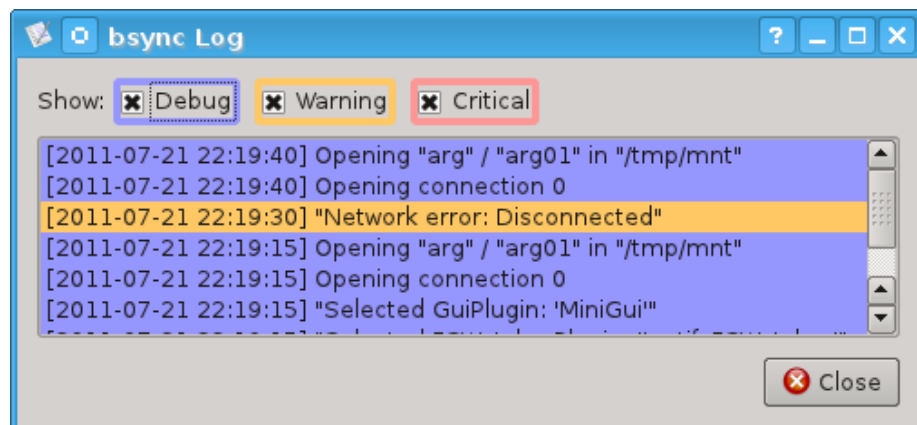 bsync Log
Show: Debug Warning Critical
[2011-07-21 22:19:40] Opening "arg" / "arg01" in "/tmp/mnt"
[2011-07-21 22:19:40] Opening connection 0
[2011-07-21 22:19:30] "Network error: Disconnected"
[2011-07-21 22:19:15] Opening "arg" / "arg01" in "/tmp/mnt"
[2011-07-21 22:19:15] Opening connection 0
[2011-07-21 22:19:15] "Selected GuiPlugin: 'MiniGui'"
Close